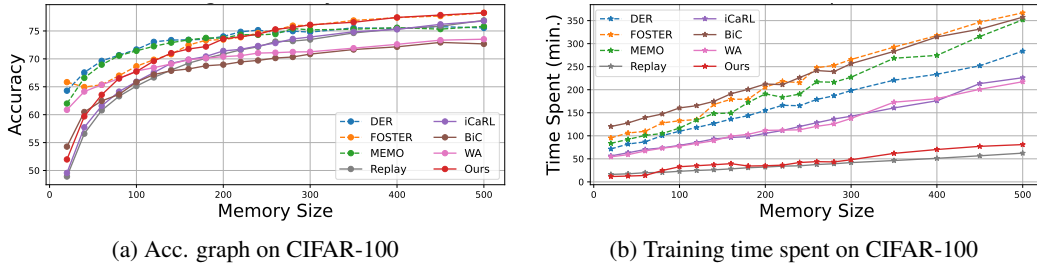 Accuracy
75
70
65
60
55
50
DER
FOSTER
MEMO
Replay
iCaRL
BiC
WA
Ours
0 100 200 300 400 500
Memory Size
(a) Acc. graph on CIFAR-100
Time Spent (min.)
350
300
250
200
150
100
50
0
DER
FOSTER
MEMO
Replay
iCaRL
BiC
WA
Ours
0 100 200 300 400 500
Memory Size
(b) Training time spent on CIFAR-100